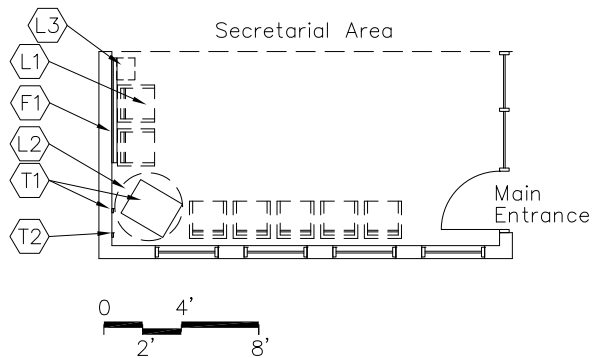 L3
Secretarial Area
L1
F1
L2
T1
Main
Entrance
T2
0 4'
2' 8'